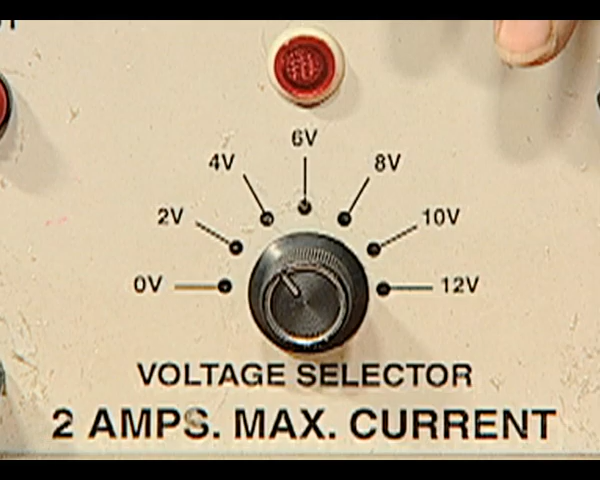 6V
4V 8V
2V 10V
0V 12V
VOLTAGE SELECTOR
2 AMPS. MAX. CURRENT